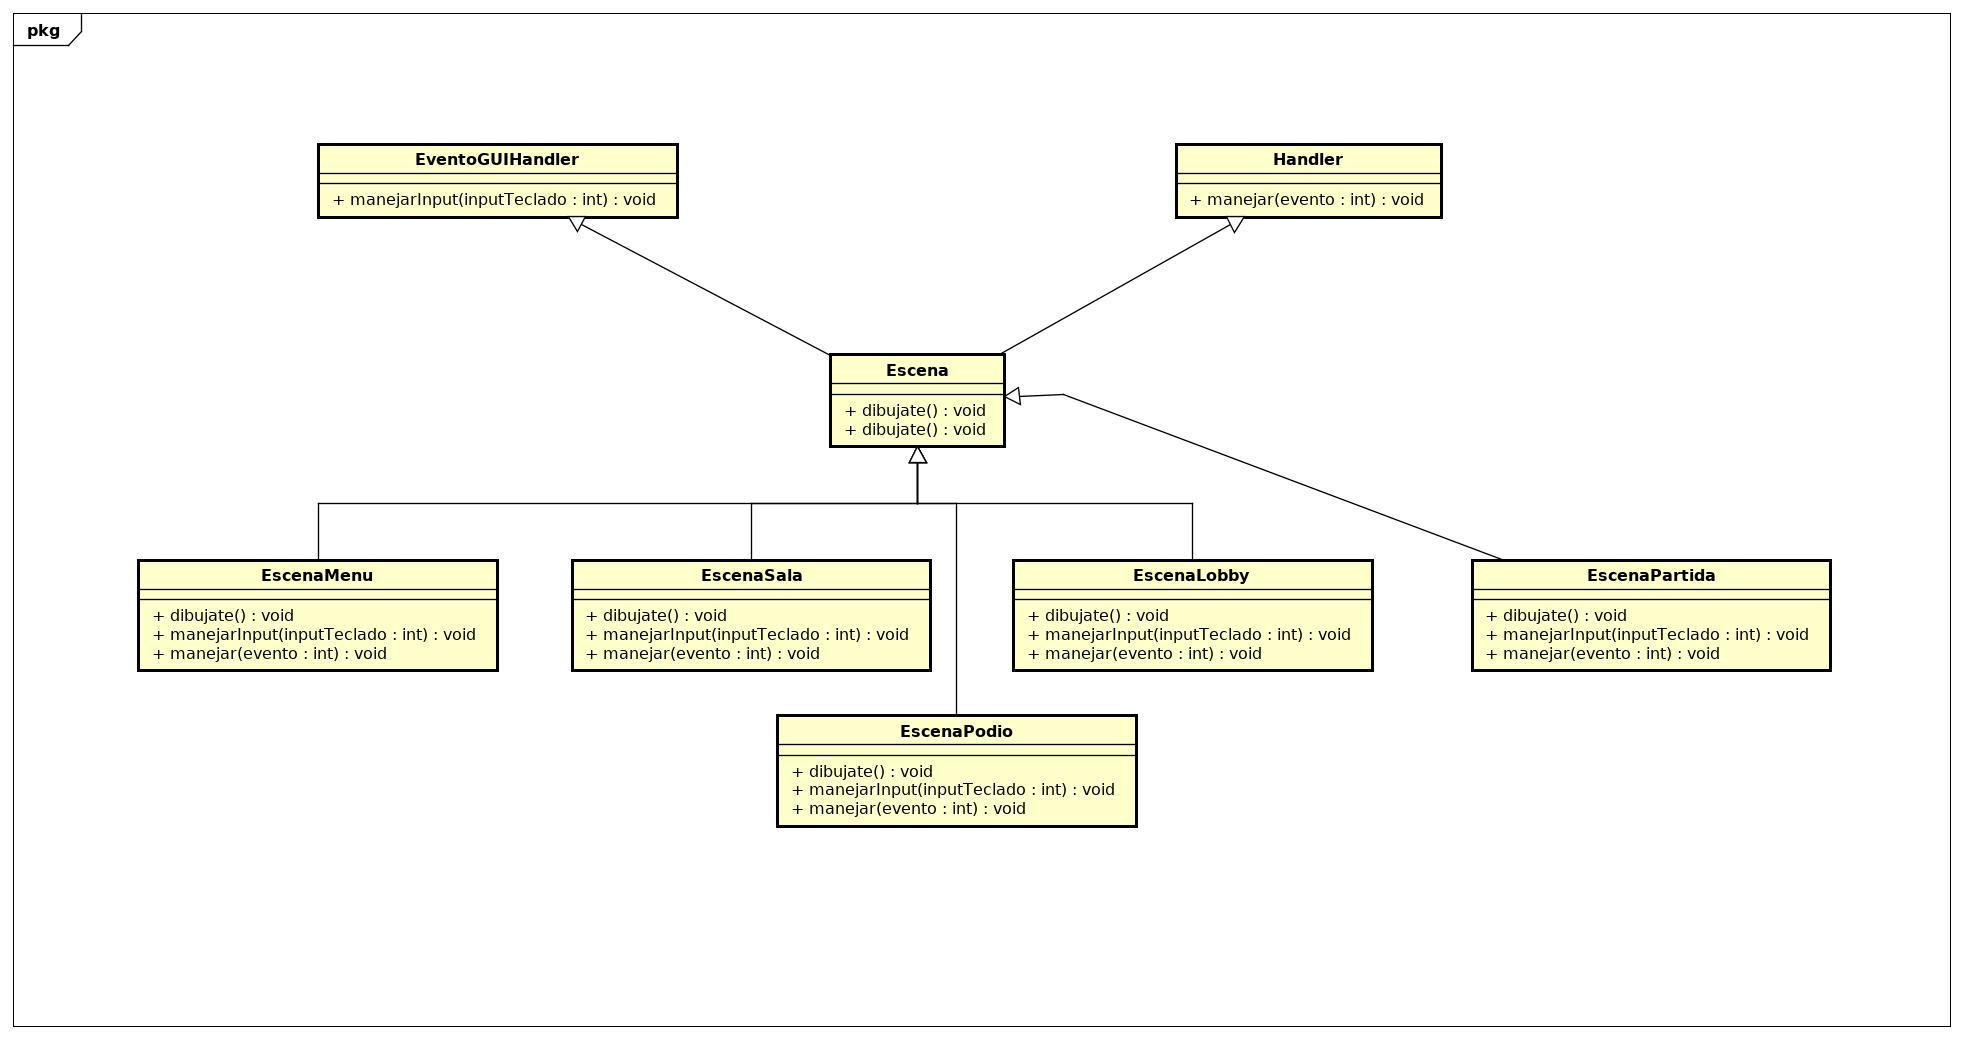 pkg
EventoGUIHandler
+ manejarInput(inputTeclado : int) : void
Handler
+ manejar(evento : int) : void
Escena
+ dibujate() : void
+ dibujate() : void
EscenaMenu
+ dibujate() : void
+ manejarInput(inputTeclado : int) : void
+ manejar(evento : int) : void
EscenaSala
+ dibujate() : void
+ manejarInput(inputTeclado : int) : void
+ manejar(evento : int) : void
EscenaLobby
+ dibujate() : void
+ manejarInput(inputTeclado : int) : void
+ manejar(evento : int) : void
EscenaPartida
+ dibujate() : void
+ manejarInput(inputTeclado : int) : void
+ manejar(evento : int) : void
EscenaPodio
+ dibujate() : void
+ manejarInput(inputTeclado : int) : void
+ manejar(evento : int) : void